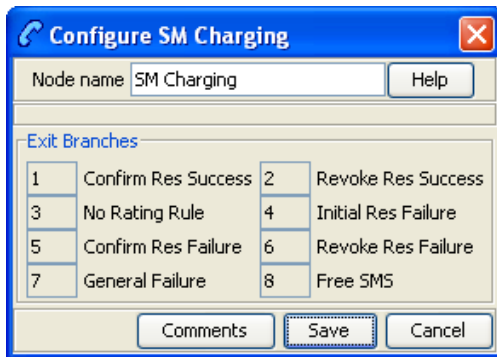 Configure SM Charging
Node name SM Charging Help
Exit Branches
1 Confirm Res Success 2 Revoke Res Success
3 No Rating Rule 4 Initial Res Failure
5 Confirm Res Failure 6 Revoke Res Failure
7 General Failure 8 Free SMS
Comments Save Cancel